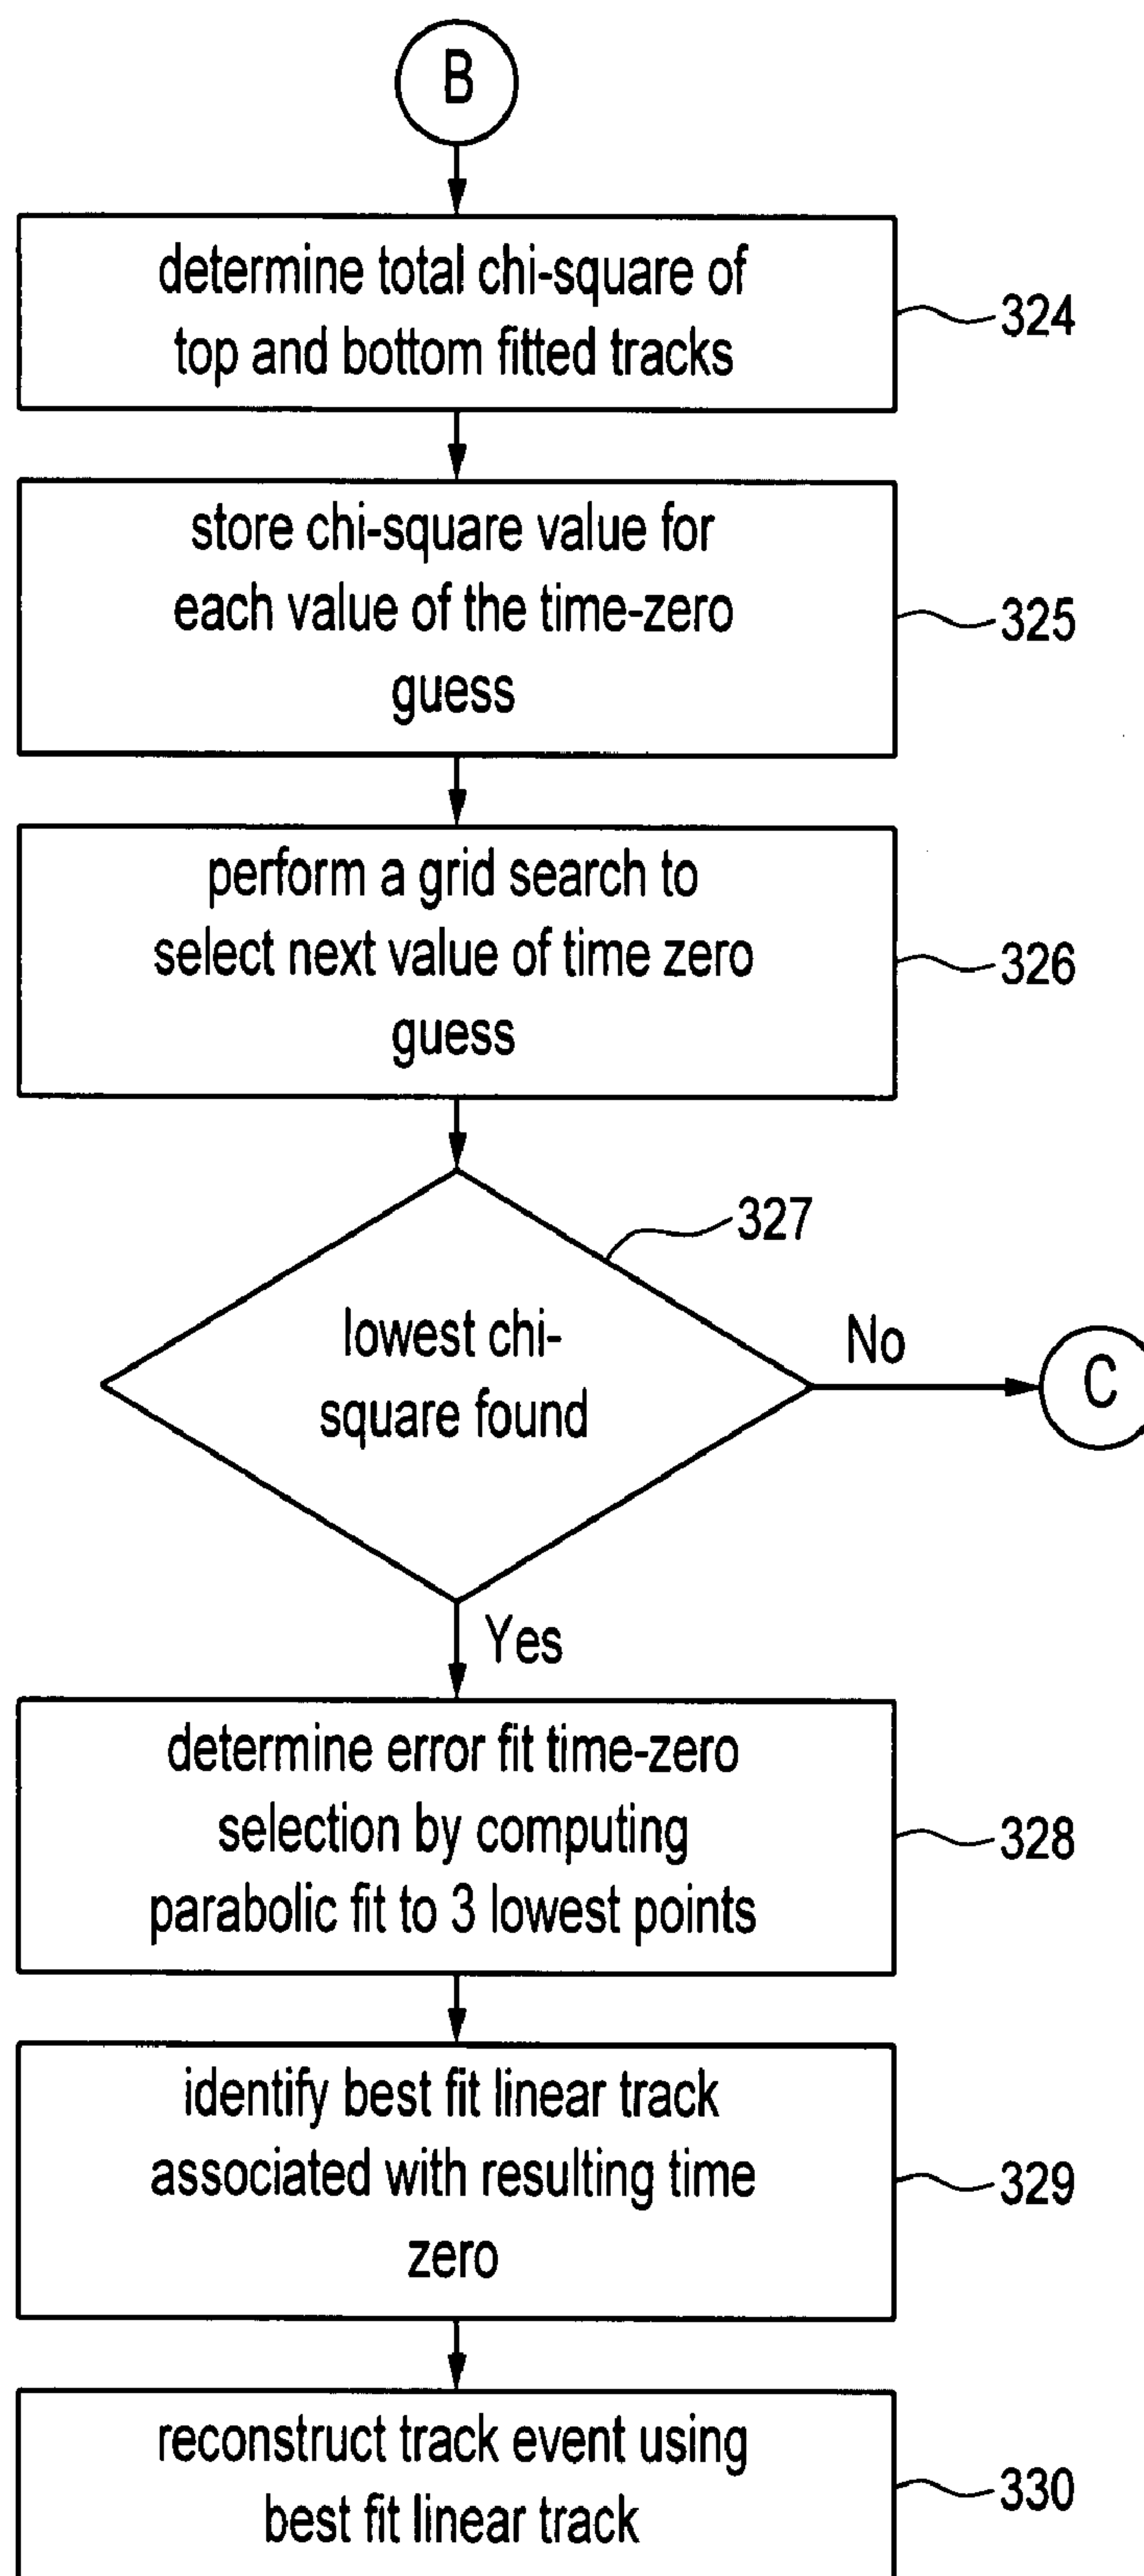 B
determine total chi-square of
top and bottom fitted tracks
324
store chi-square value for
each value of the time-zero
guess
325
perform a grid search to
select next value of time zero
guess
326
327
lowest chi-
square found
No
C
Yes
determine error fit time-zero
selection by computing
parabolic fit to 3 lowest points
328
identify best fit linear track
associated with resulting time
zero
329
reconstruct track event using
best fit linear track
330